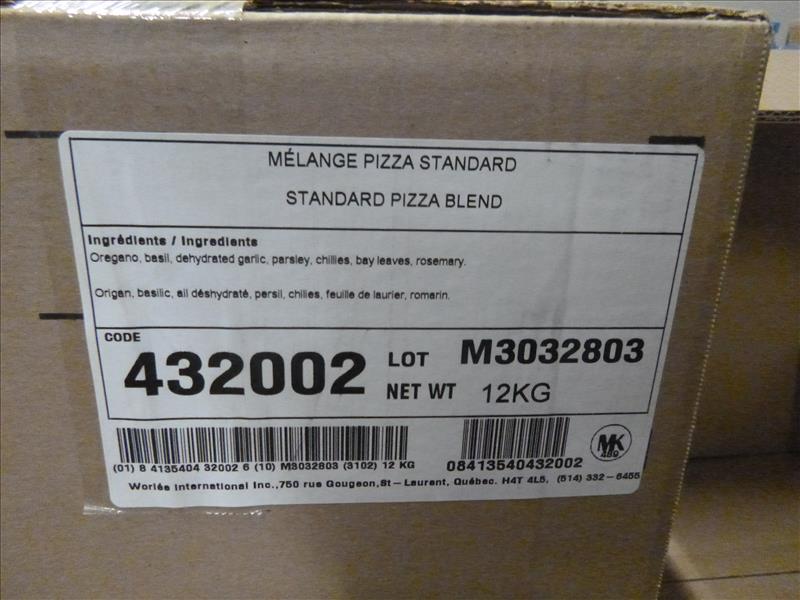 MÉLANGE PIZZA STANDARD
STANDARD PIZZA BLEND
Ingrédients / Ingredients
Oregano, basil, dehydrated garlic, parsley, chillies, bay leaves, rosemary.
Origan, basilic, ail déshydraté, persil, chilies, feuille de laurier, romarin.
CODE
432002
LOT M3032803
NET WT 12KG
(01) 8 4135404 32002 6 (10) M3032803 (3102) 12 KG
08413540432002
MK
Worlée International Inc.,750 rue Gougeon,St-Laurent, Québec. H4T 4L5, (514) 332-6455